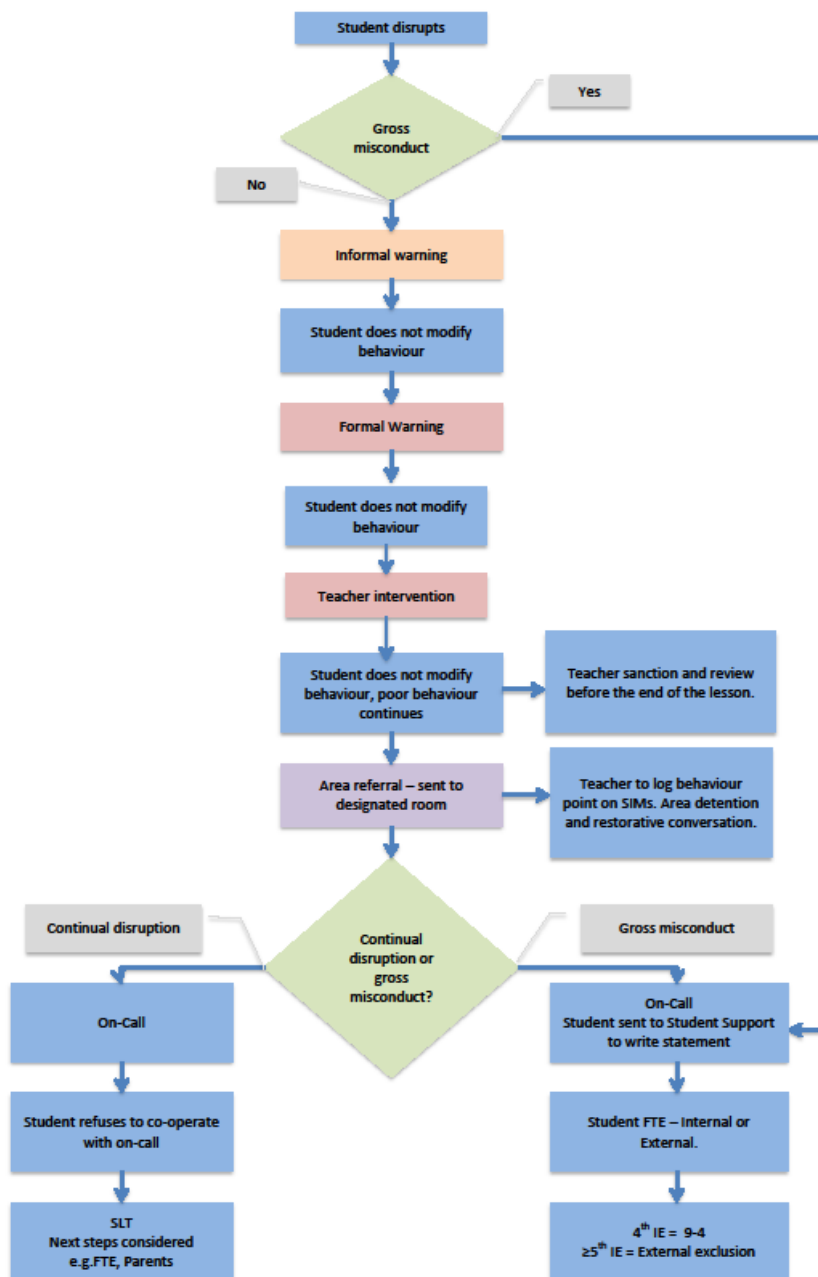 Student disrupts
Yes
Gross
misconduct
No
Informal warning
Student does not modify
behaviour
Formal Warning
Student does not modify
behaviour
Teacher intervention
Student does not modify
behaviour, poor behaviour
continues
Teacher sanction and review
before the end of the lesson.
Area referral – sent to
designated room
Teacher to log behaviour
point on SIMs. Area detention
and restorative conversation.
Continual disruption
Gross misconduct
Continual
disruption or
gross
misconduct?
On-Call
On-Call
Student sent to Student Support
to write statement
Student refuses to co-operate
with on-call
Student FTE – Internal or
External.
SLT
Next steps considered
e.g.FTE, Parents
4th IE = 9-4
≥5th IE = External exclusion